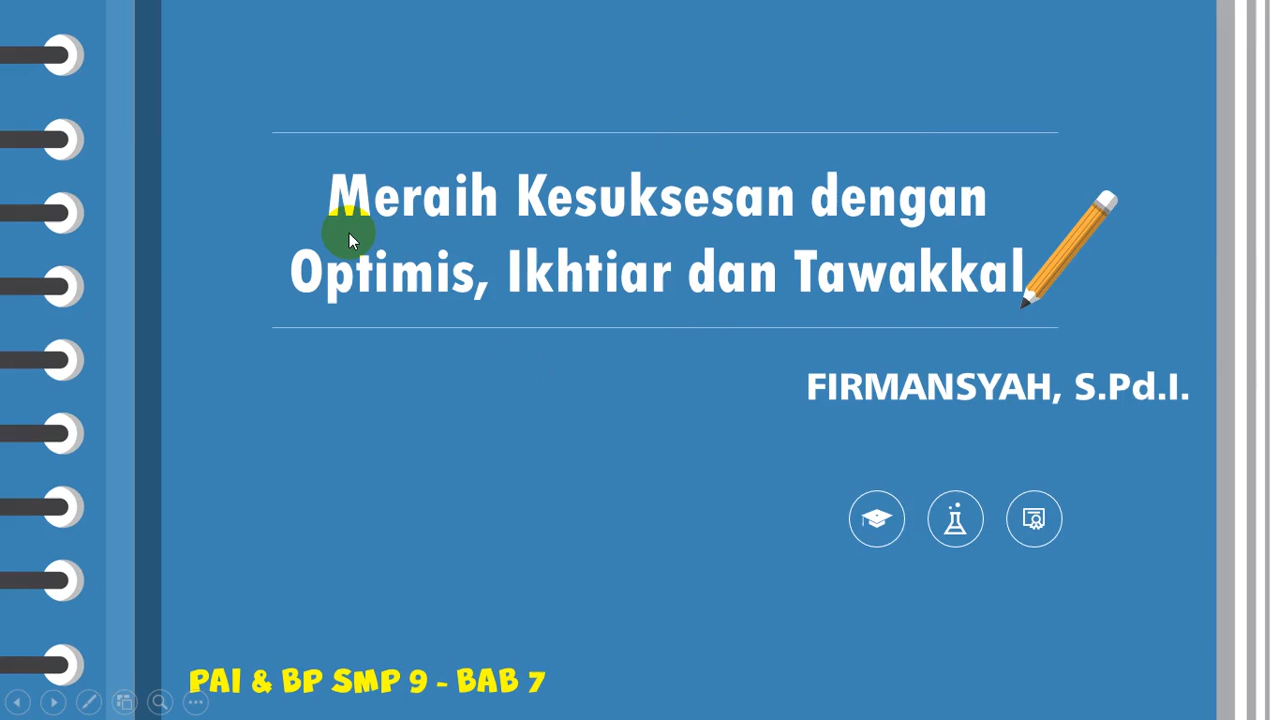 Meraih Kesuksesan dengan
Optimis, Ikhtiar dan Tawakkal
FIRMANSYAH, S.Pd.I.
PAI & BP SMP 9 - BAB 7